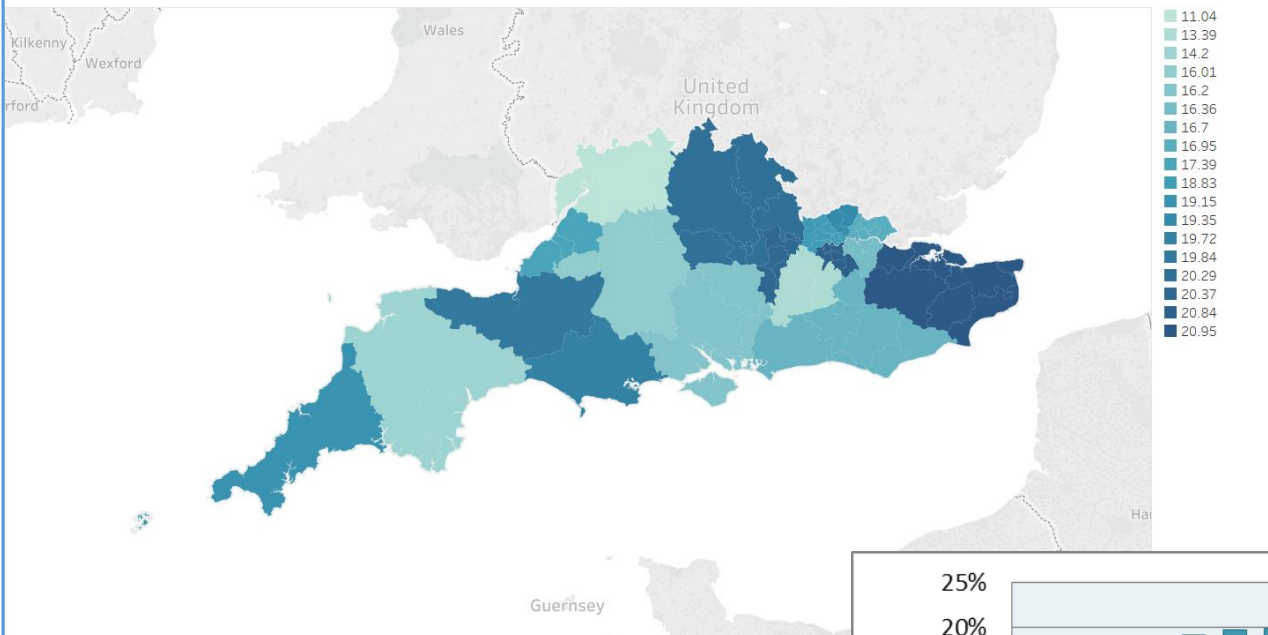 Wales
Kilkenny
Wexford
rford
United
Kingdom
Guernsey
Ha
11.04
13.39
14.2
16.01
16.2
16.36
16.7
16.95
17.39
18.83
19.15
19.35
19.72
19.84
20.29
20.37
20.84
20.95
25%
20%